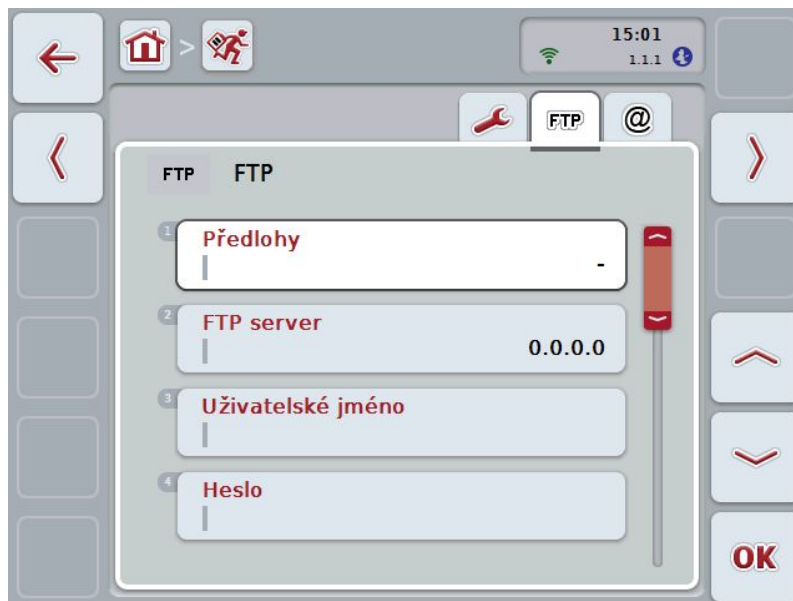 >
15:01
1.1.1
FTP
@
FTP FTP
1
Předlohy
-
2
FTP server
0.0.0.0
3
Uživatelské jméno
4
Heslo
OK